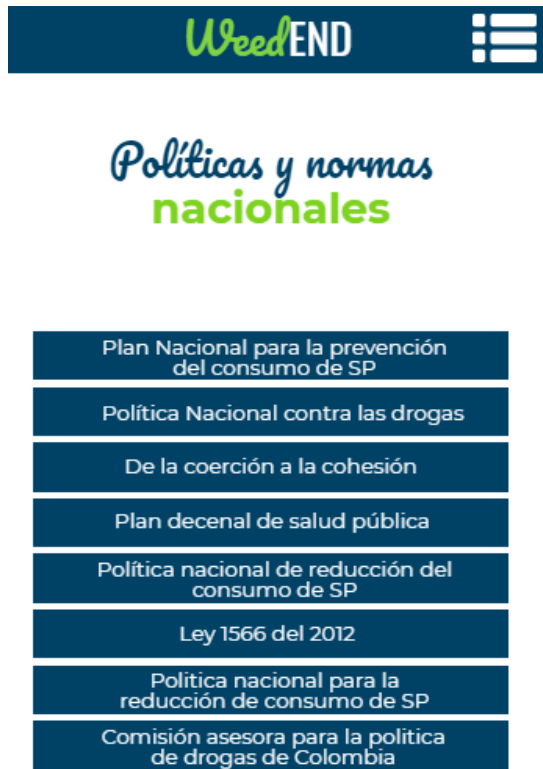 WeedEND
Políticas y normas
nacionales
Plan Nacional para la prevención
del consumo de SP
Política Nacional contra las drogas
De la coerción a la cohesión
Plan decenal de salud pública
Política nacional de reducción del
consumo de SP
Ley 1566 del 2012
Politica nacional para la
reducción de consumo de SP
Comisión asesora para la politica
de drogas de Colombia